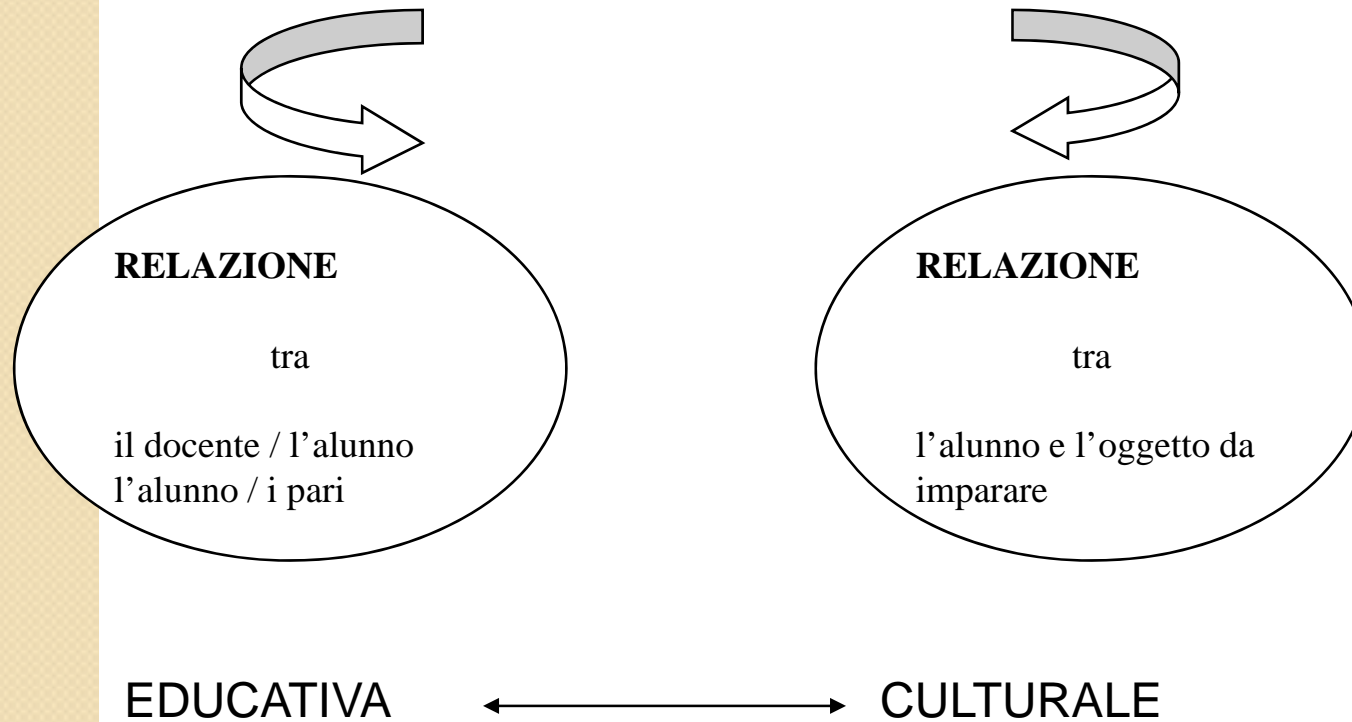 RELAZIONE
tra
il docente / l’alunno
l’alunno / i pari
RELAZIONE
tra
l’alunno e l’oggetto da
imparare
EDUCATIVA
CULTURALE